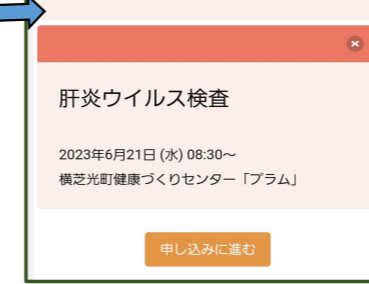 肝炎ウイルス検査
2023年6月21日 (水) 08:30～
横芝光町健康づくりセンター「プラム」
申し込みに進む